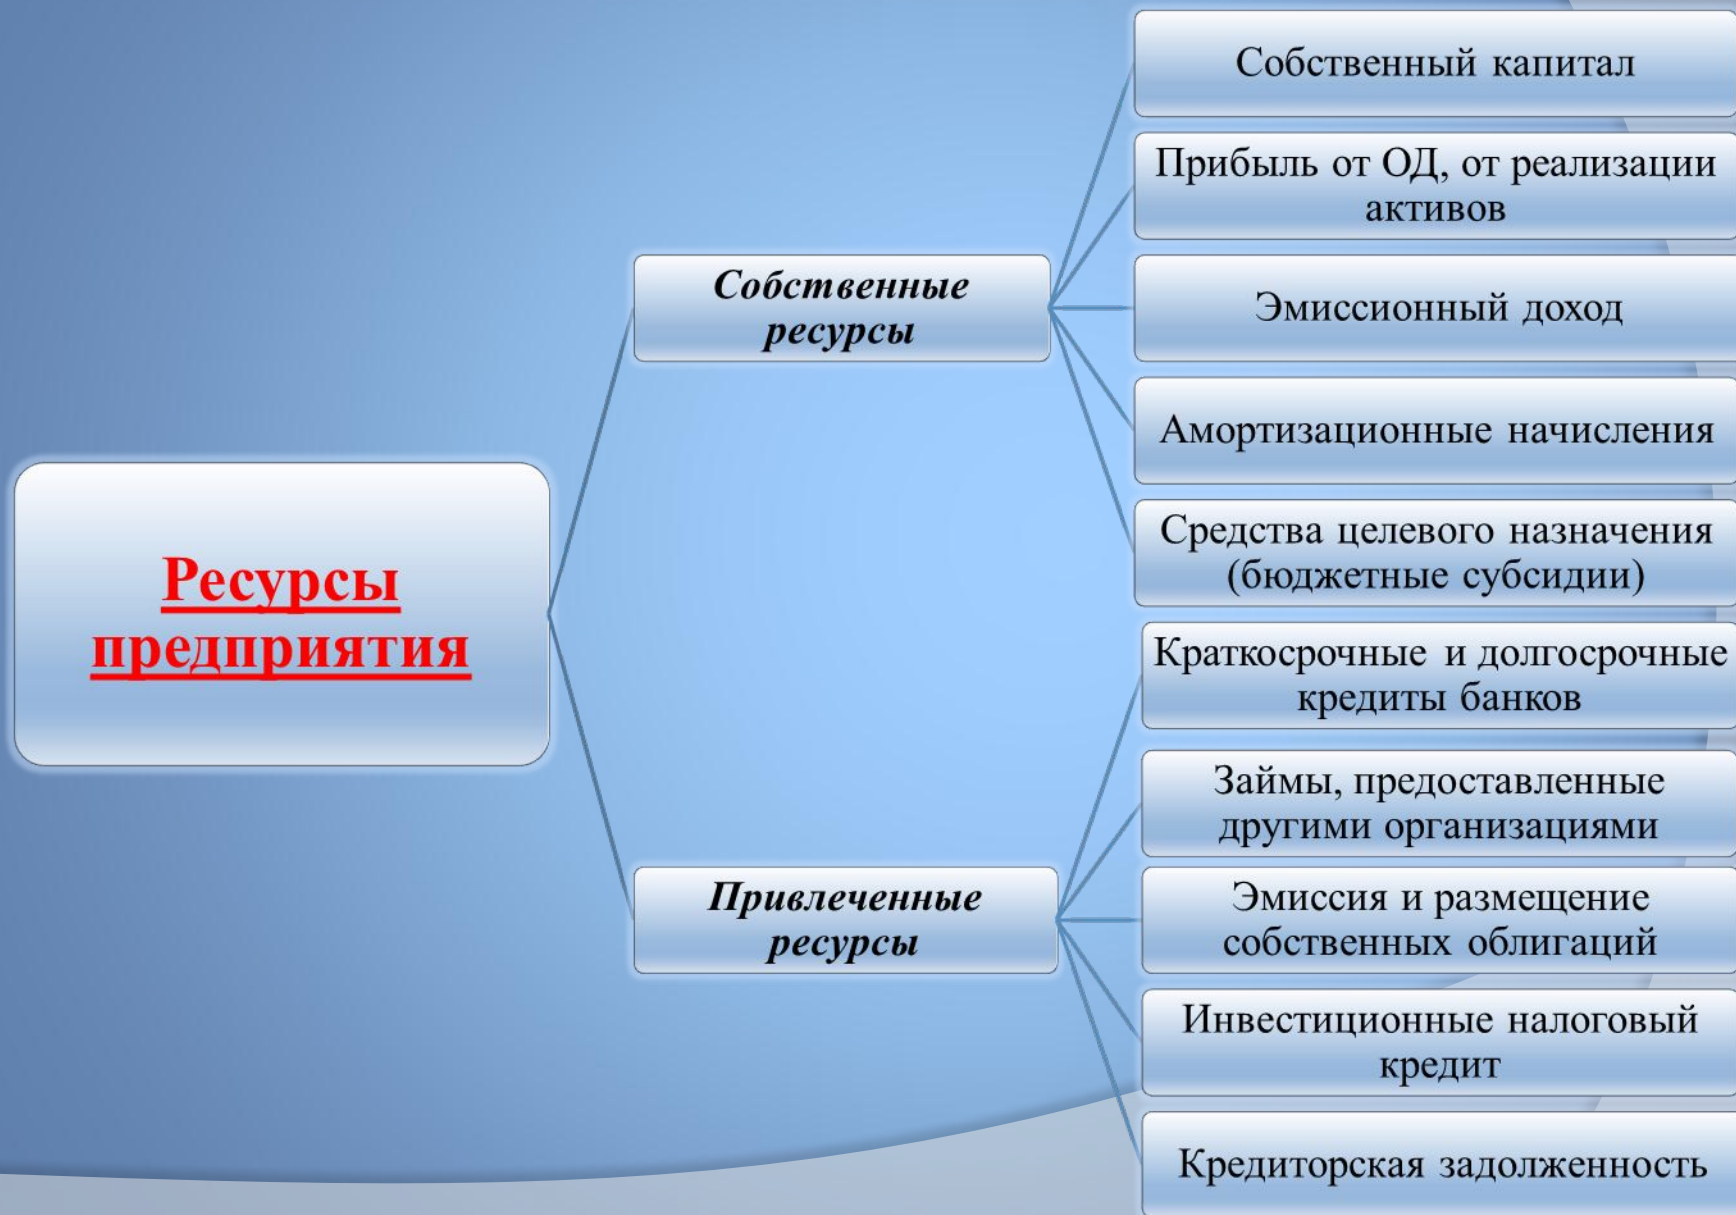 Ресурсы
предприятия
Собственные
ресурсы
Собственный капитал
Прибыль от ОД, от реализации
активов
Эмиссионный доход
Амортизационные начисления
Средства целевого назначения
(бюджетные субсидии)
Привлеченные
ресурсы
Краткосрочные и долгосрочные
кредиты банков
Займы, предоставленные
другими организациями
Эмиссия и размещение
собственных облигаций
Инвестиционные налоговый
кредит
Кредиторская задолженность